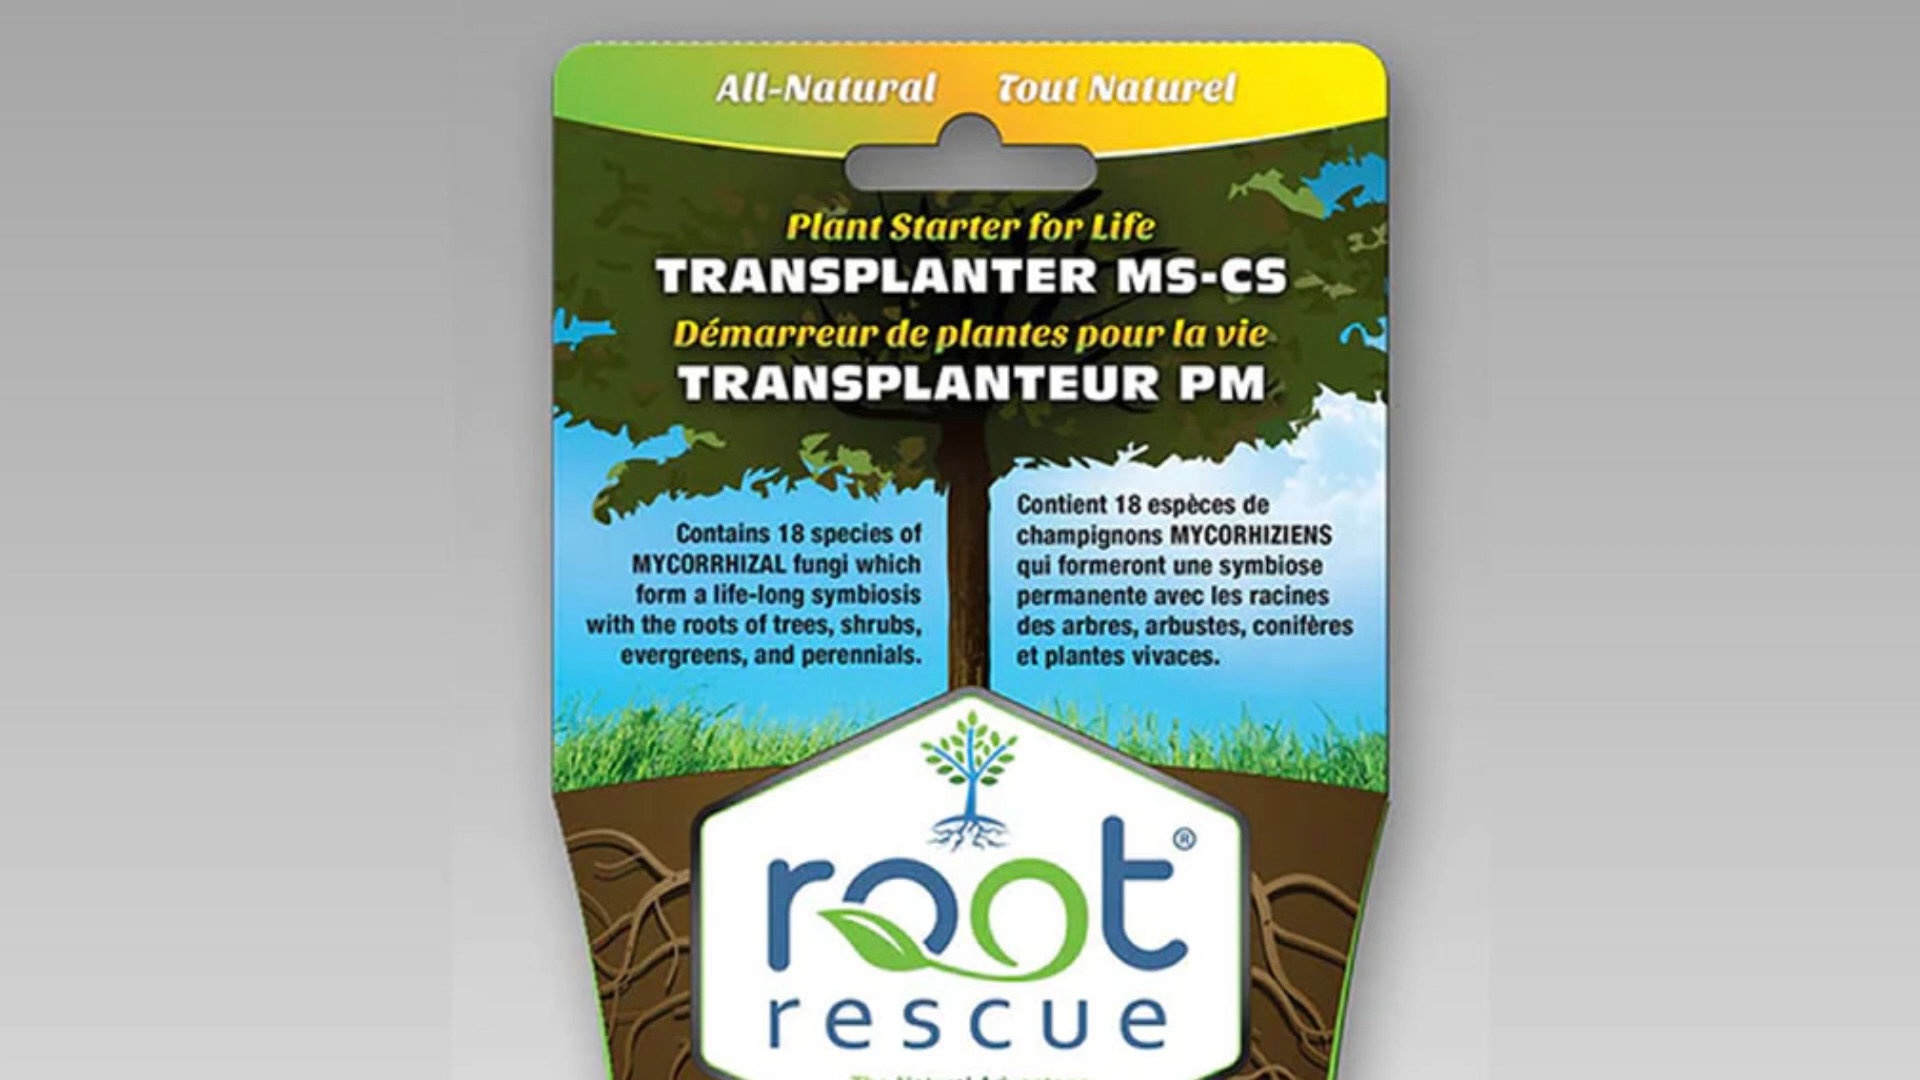 All-Natural Tout Naturel
Plant Starter for Life
TRANSPLANTER MS-CS
Démarreur de plantes pour la vie
TRANSPLANTEUR PM
Contains 18 species of
MYCORRHIZAL fungi which
form a life-long symbiosis
with the roots of trees, shrubs,
evergreens, and perennials.
Contient 18 espèces de
champignons MYCORHIZIENS
qui formeront une symbiose
permanente avec les racines
des arbres, arbustes, conifères
et plantes vivaces.
root®
rescue